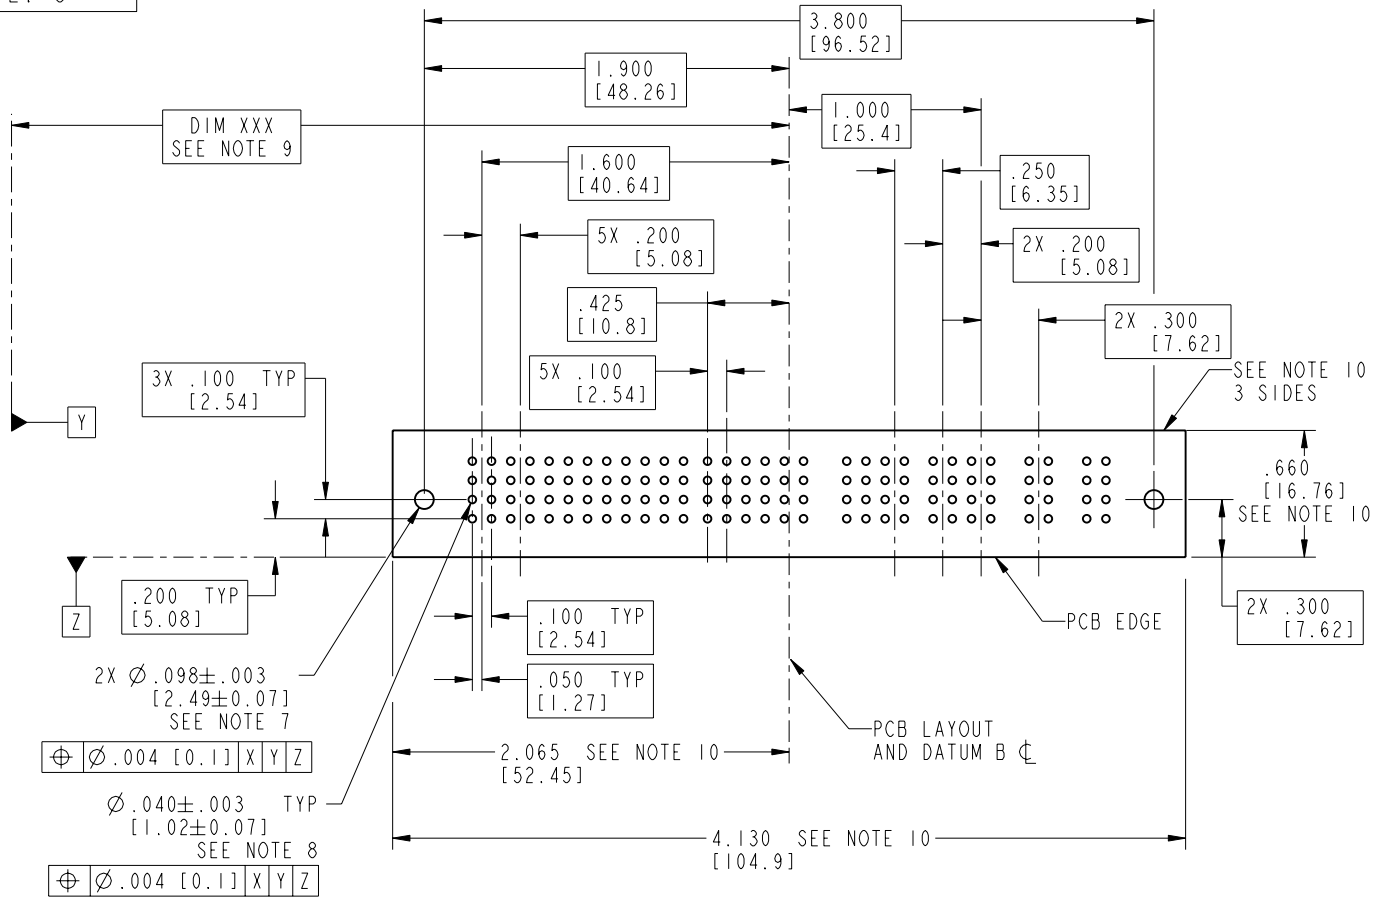 3.800
[96.52]
1.900
[48.26]
1.000
[25.4]
DIM XXX
SEE NOTE 9
1.600
[40.64]
.250
[6.35]
5X .200
[5.08]
2X .200
[5.08]
.425
[10.8]
2X .300
[7.62]
5X .100
[2.54]
3X .100 TYP
[2.54]
SEE NOTE 10
3 SIDES
Y
.660
[16.76]
SEE NOTE 10
Z
.200 TYP
[5.08]
.100 TYP
[2.54]
PCB EDGE
2X .300
[7.62]
2X Ø.098±.003
[2.49±0.07]
SEE NOTE 7
.050 TYP
[1.27]
⌖ Ø.004 [0.1] X Y Z
2.065 SEE NOTE 10
[52.45]
PCB LAYOUT
AND DATUM B ℄
Ø.040±.003 TYP
[1.02±0.07]
SEE NOTE 8
4.130 SEE NOTE 10
[104.9]
⌖ Ø.004 [0.1] X Y Z